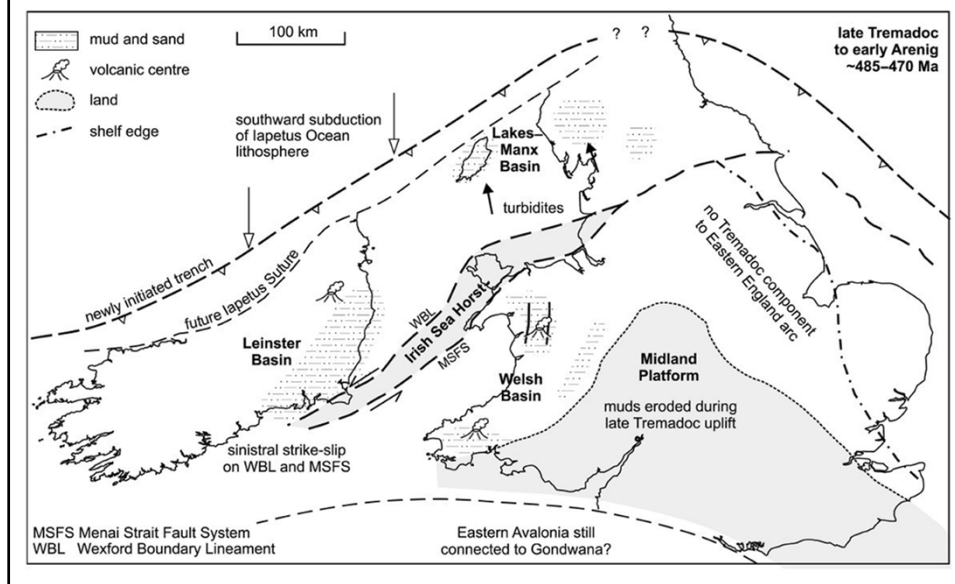 mud and sand
volcanic centre
land
shelf edge
100 km
? ?
late Tremadoc
to early Arenig
~485–470 Ma
southward subduction
of Iapetus Ocean
lithosphere
Lakes–
Manx
Basin
turbidites
newly initiated trench
future Iapetus Suture
no Tremadoc component
to Eastern England arc
WBL
Irish Sea Horst
MSFS
Leinster
Basin
Welsh
Basin
Midland
Platform
muds eroded during
late Tremadoc uplift
sinistral strike-slip
on WBL and MSFS
MSFS Menai Strait Fault System
WBL Wexford Boundary Lineament
Eastern Avalonia still
connected to Gondwana?